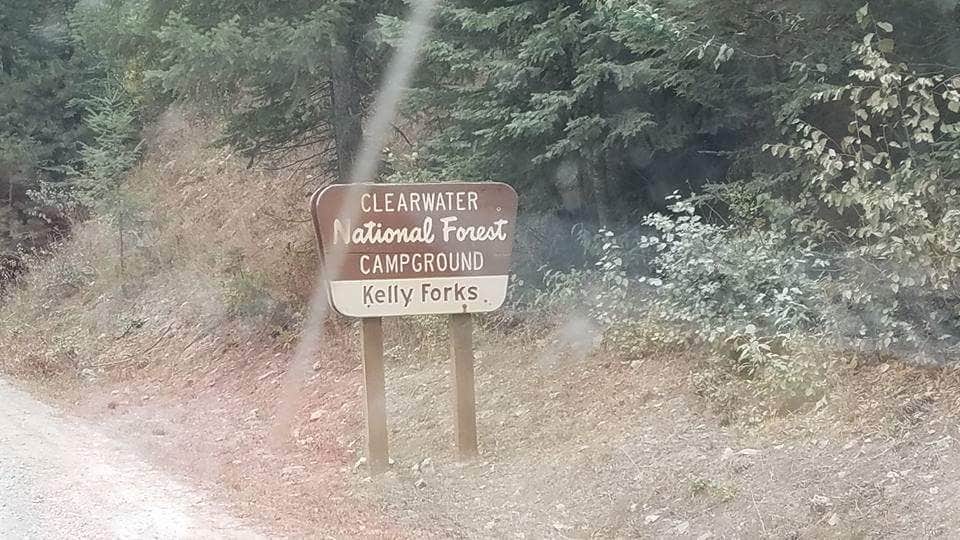 CLEARWATER
National Forest
CAMPGROUND
Kelly Forks